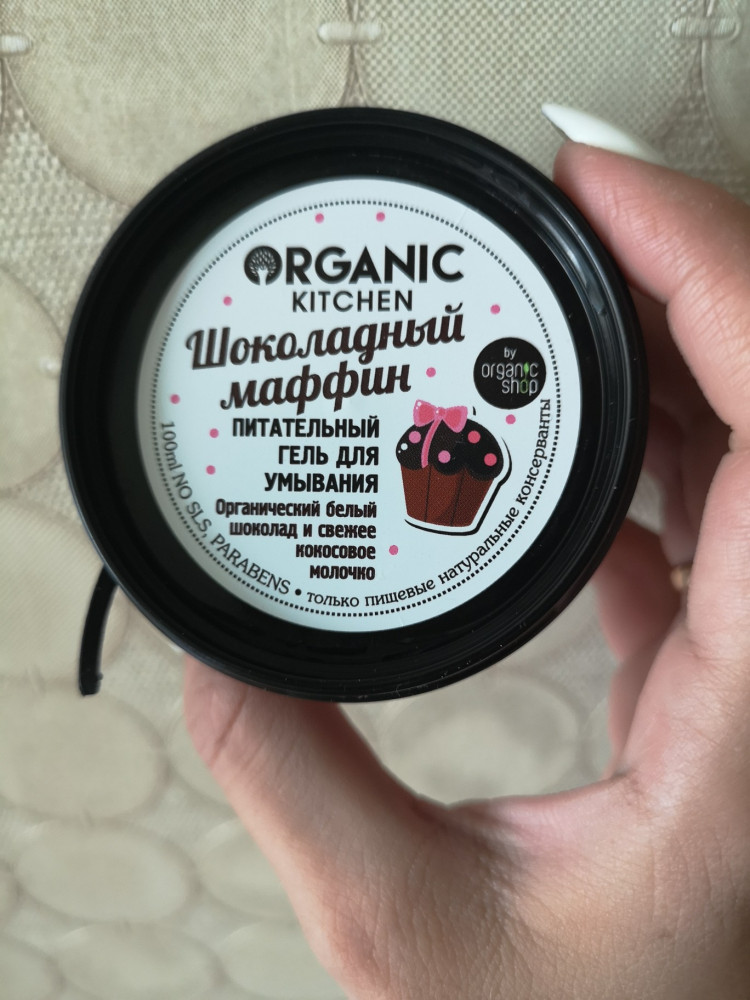 ORGANIC
KITCHEN
Шоколадный
маффин
by
organic
shop
ПИТАТЕЛЬНЫЙ
ГЕЛЬ ДЛЯ
УМЫВАНИЯ
Органический белый
шоколад и свежее
кокосовое
молочко
100ml NO SLS, PARABENS • только пищевые натуральные консерванты